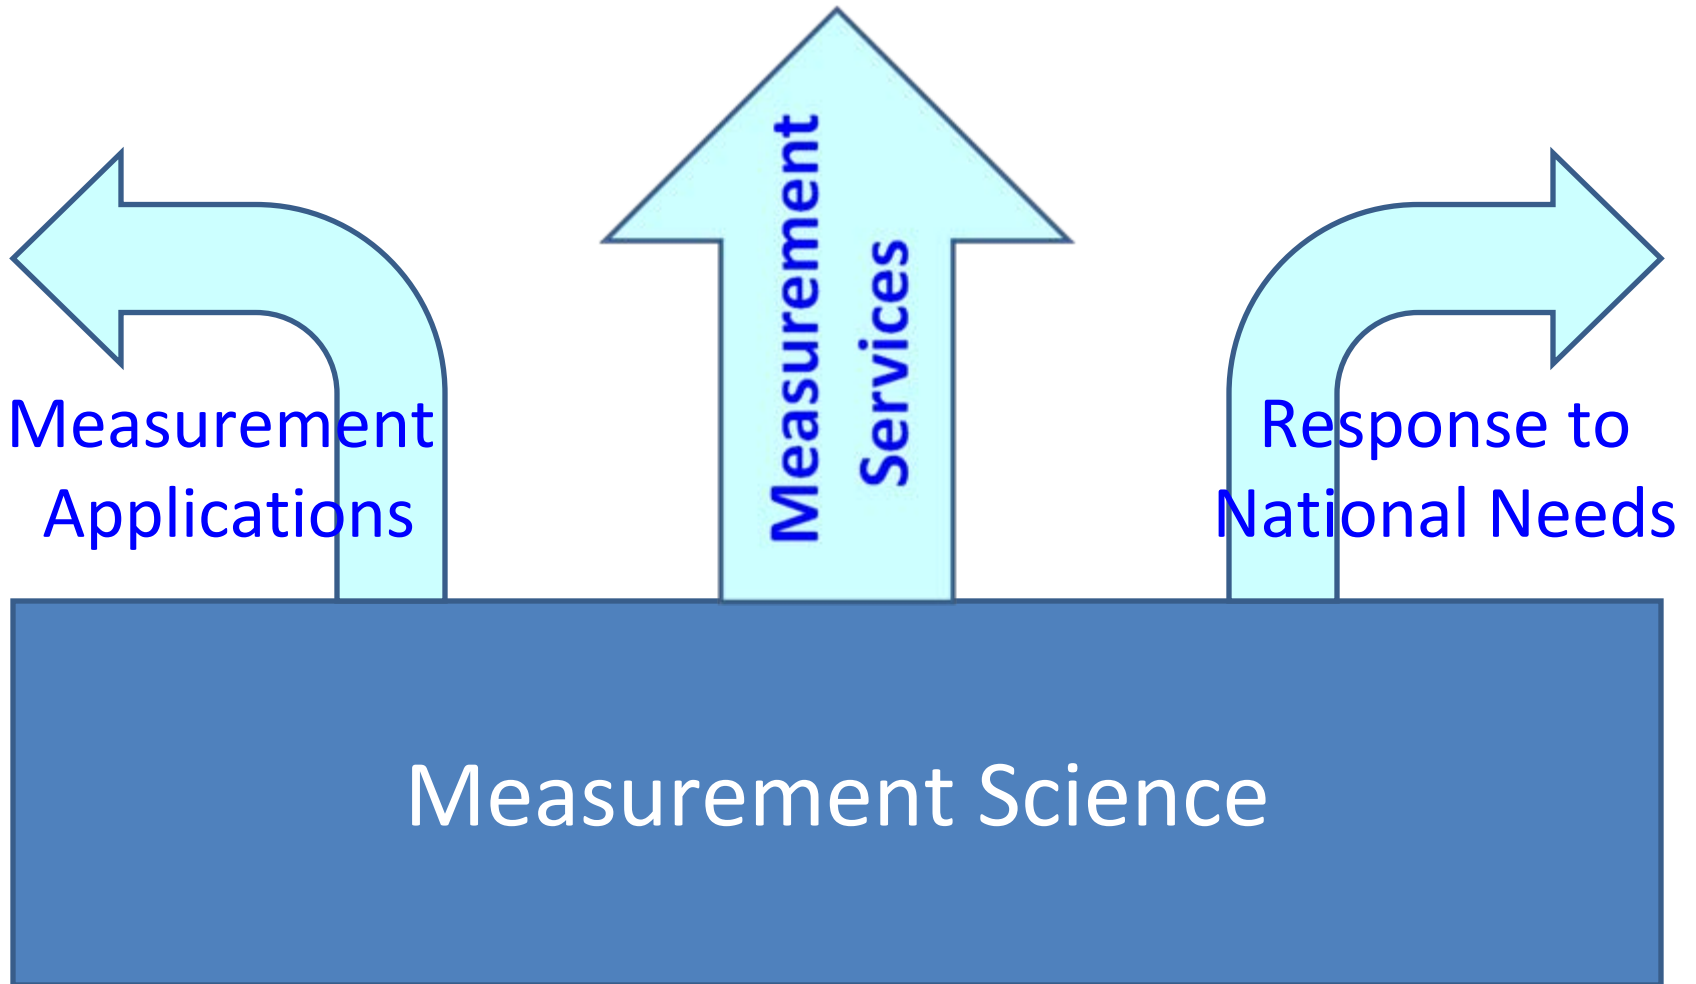 Measurement
Services
Measurement
Applications
Response to
National Needs
Measurement Science